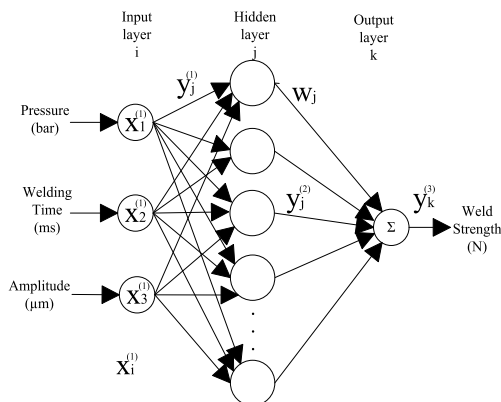 Input
layer
i
Hidden
layer
j
Output
layer
k
Pressure
(bar)
x₁⁽¹⁾
Welding
Time
(ms)
x₂⁽¹⁾
Amplitude
(µm)
x₃⁽¹⁾
xᵢ⁽¹⁾
yⱼ⁽¹⁾
wⱼ
yⱼ⁽²⁾
Σ
yₖ⁽³⁾
Weld
Strength
(N)